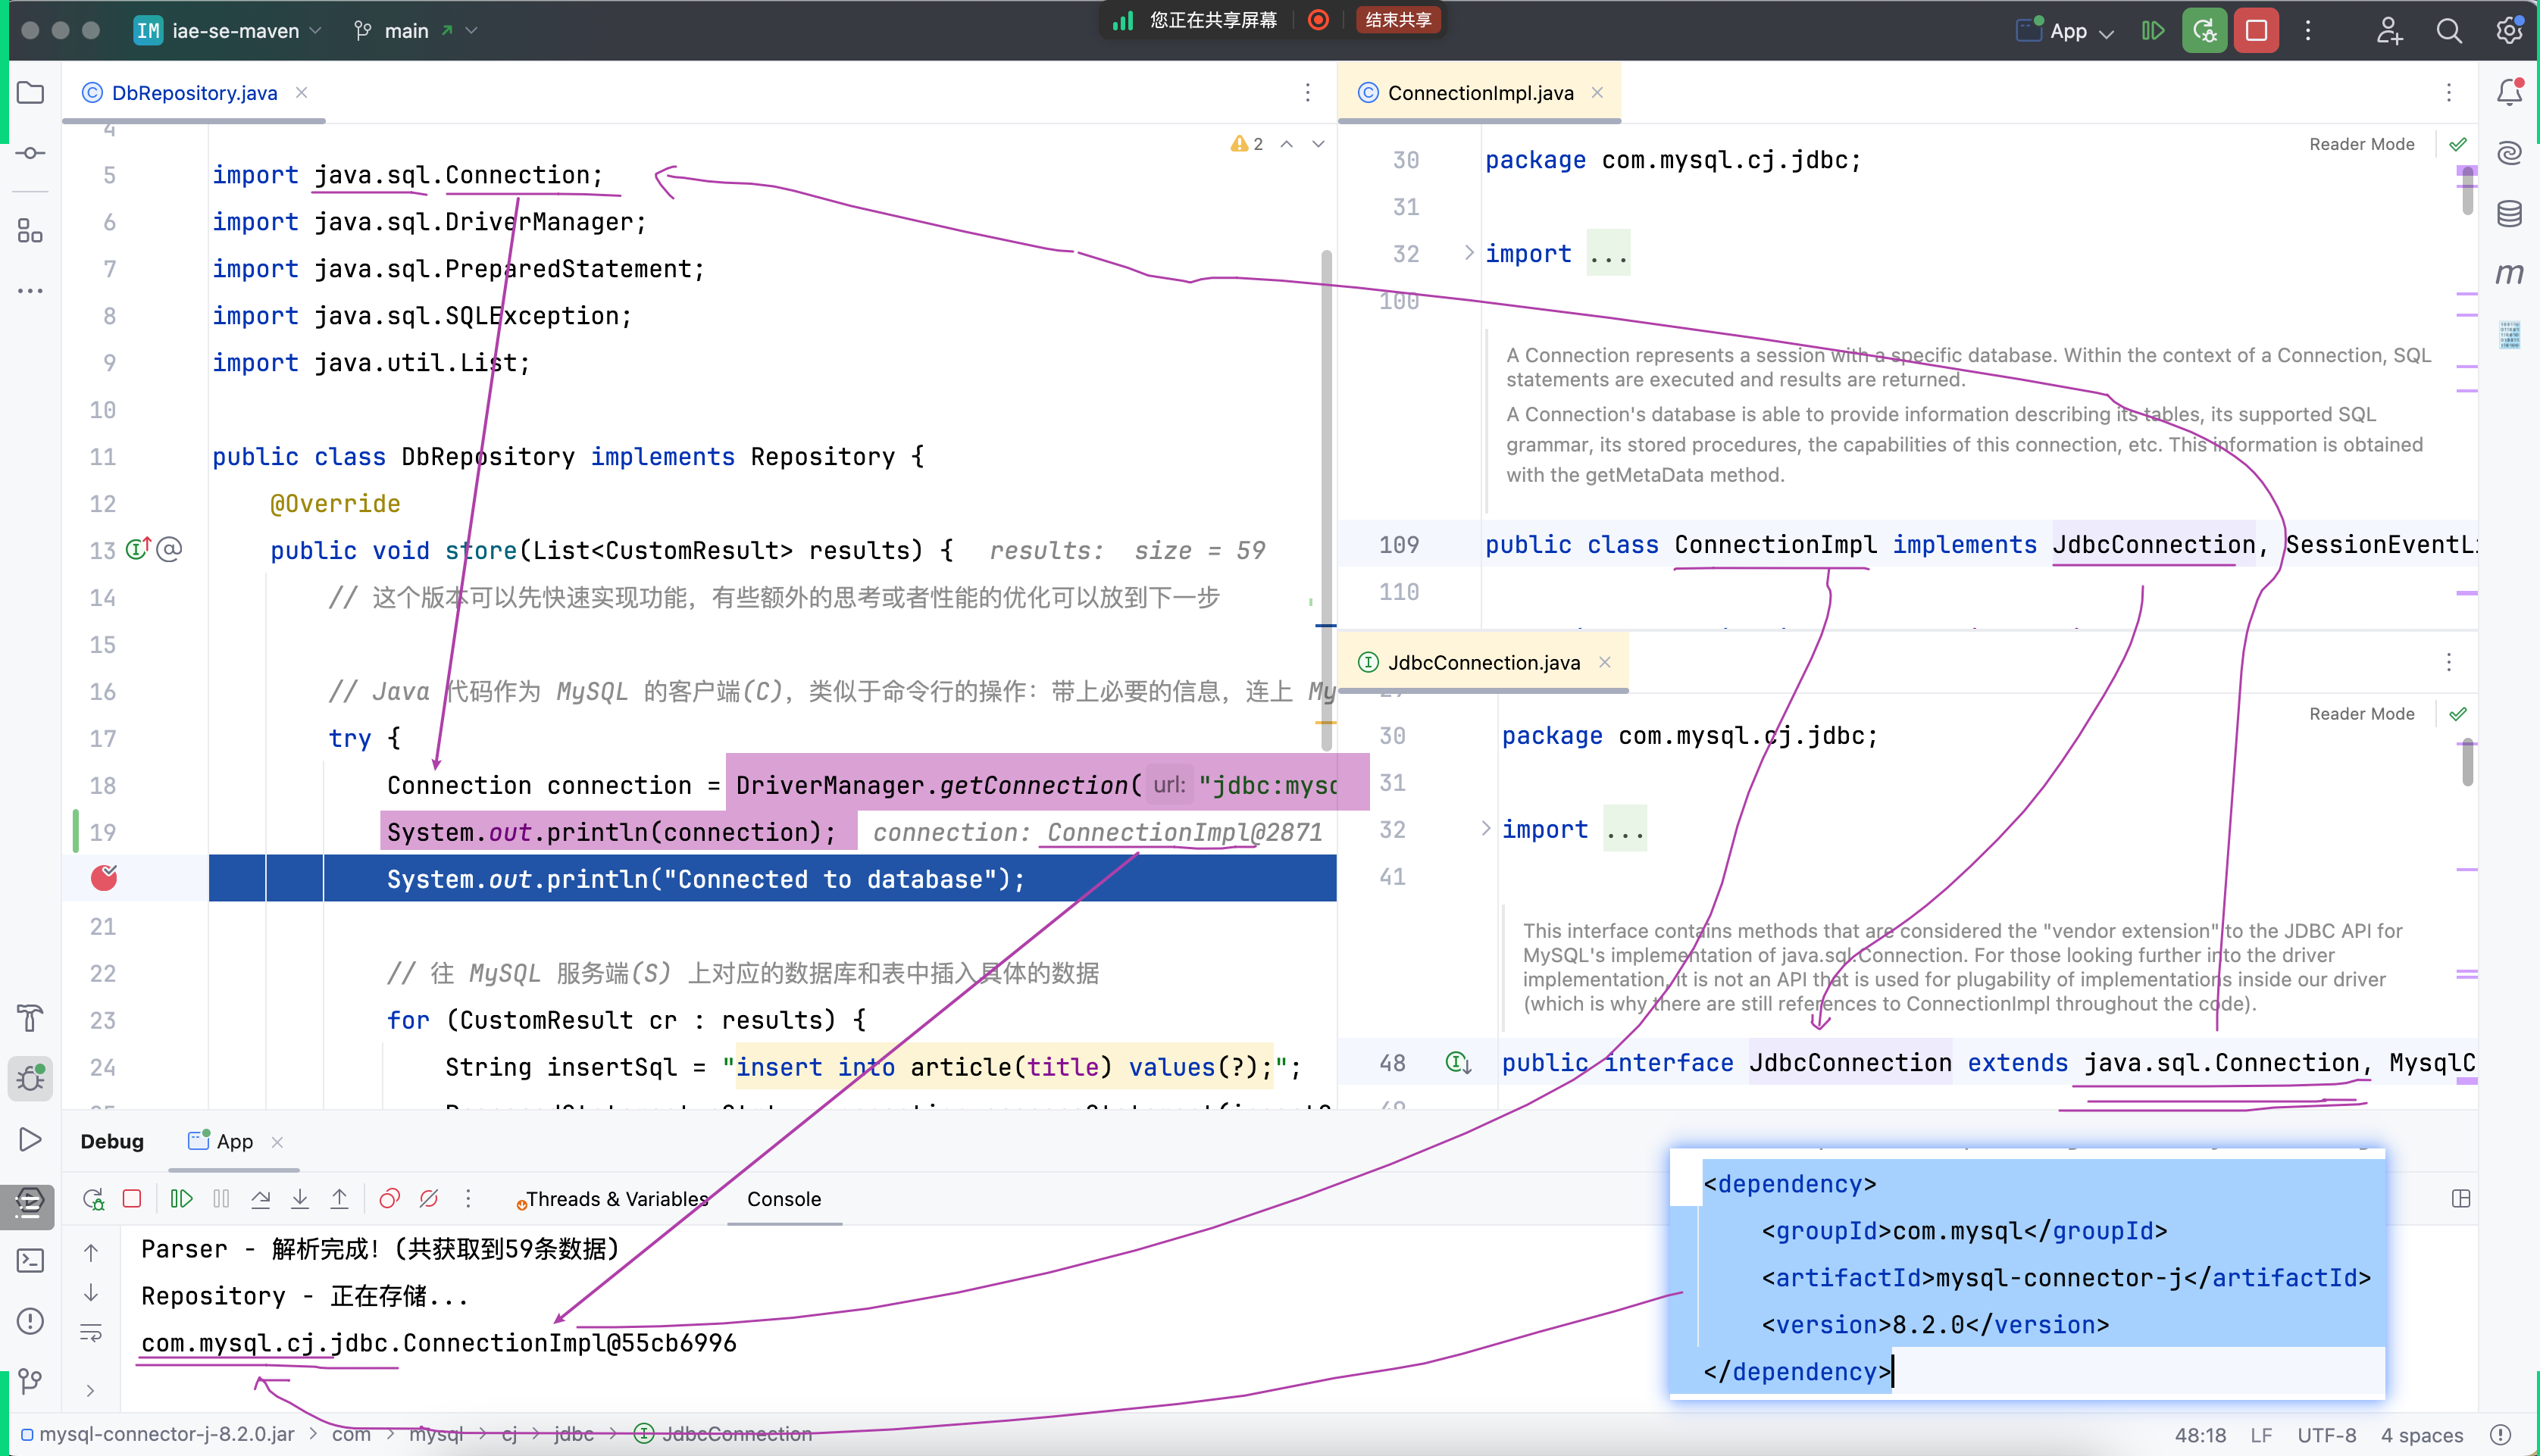 IM iae-se-maven main
您正在共享屏幕 结束共享
App
DbRepository.java
2
4
5 import java.sql.Connection;
6 import java.sql.DriverManager;
7 import java.sql.PreparedStatement;
8 import java.sql.SQLException;
9 import java.util.List;
10
11 public class DbRepository implements Repository {
12 @Override
13 public void store(List<CustomResult> results) { results: size = 59
14 // 这个版本可以先快速实现功能，有些额外的思考或者性能的优化可以放到下一步
15
16 // Java 代码作为 MySQL 的客户端(C)，类似于命令行的操作：带上必要的信息，连上 My
17 try {
18 Connection connection = DriverManager.getConnection( url: "jdbc:mysq
19 System.out.println(connection); connection: ConnectionImpl@2871
System.out.println("Connected to database");
21
22 // 往 MySQL 服务端(S) 上对应的数据库和表中插入具体的数据
23 for (CustomResult cr : results) {
24 String insertSql = "insert into article(title) values(?);";
ConnectionImpl.java
Reader Mode
30 package com.mysql.cj.jdbc;
31
32 import ...
100
A Connection represents a session with a specific database. Within the context of a Connection, SQL
statements are executed and results are returned.
A Connection's database is able to provide information describing its tables, its supported SQL
grammar, its stored procedures, the capabilities of this connection, etc. This information is obtained
with the getMetaData method.
109 public class ConnectionImpl implements JdbcConnection, SessionEventLi
110
JdbcConnection.java
Reader Mode
30 package com.mysql.cj.jdbc;
31
32 import ...
41
This interface contains methods that are considered the "vendor extension" to the JDBC API for
MySQL's implementation of java.sql.Connection. For those looking further into the driver
implementation, it is not an API that is used for plugability of implementations inside our driver
(which is why there are still references to ConnectionImpl throughout the code).
48 public interface JdbcConnection extends java.sql.Connection, MysqlC
Debug App
Threads & Variables Console
Parser - 解析完成！(共获取到59条数据)
Repository - 正在存储...
com.mysql.cj.jdbc.ConnectionImpl@55cb6996
<dependency>
<groupId>com.mysql</groupId>
<artifactId>mysql-connector-j</artifactId>
<version>8.2.0</version>
</dependency>
mysql-connector-j-8.2.0.jar > com > mysql > cj > jdbc > JdbcConnection
48:18 LF UTF-8 4 spaces